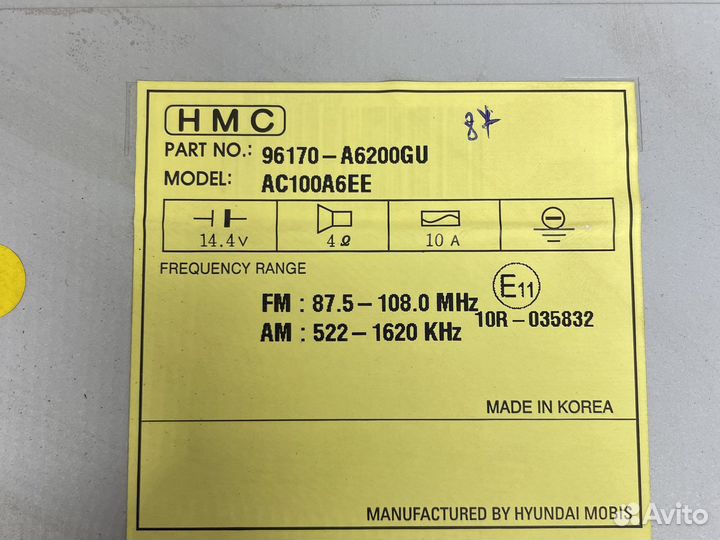 HMC
PART NO.: 96170-A6200GU
MODEL: AC100A6EE
14.4V 4Ω 10 A
FREQUENCY RANGE
FM : 87.5-108.0 MHz
AM : 522-1620 KHz
E11
10R-035832
MADE IN KOREA
MANUFACTURED BY HYUNDAI MOBIS
Avito